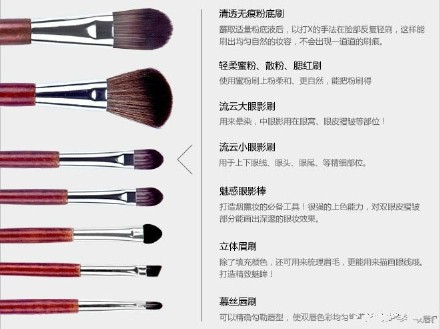 清透无痕粉底刷
蘸取适量粉底液后，以打X的手法在脸部反复轻刷，这样能
刷出均匀自然的妆容，不会出现一道道的刷痕。
轻柔蜜粉、散粉、腮红刷
使用蜜粉刷上粉柔和、更自然，能把粉刷得
流云大眼影刷
用来晕染，中眼影用在眼窝、眼皮褶皱等部位！
流云小眼影刷
用于上下眼线、眼头、眼尾、等精细部位。
魅惑眼影棒
打造烟熏妆的必备工具！很强的上色能力，对双眼皮褶皱
部分能画出深邃的眼妆效果。
立体眉刷
除了填充颜色，还可用来梳理眉毛，更能用来描画眼线哦。
打造精致魅眸！
慕丝唇刷
可以精确勾勒唇型，使双唇色彩均匀